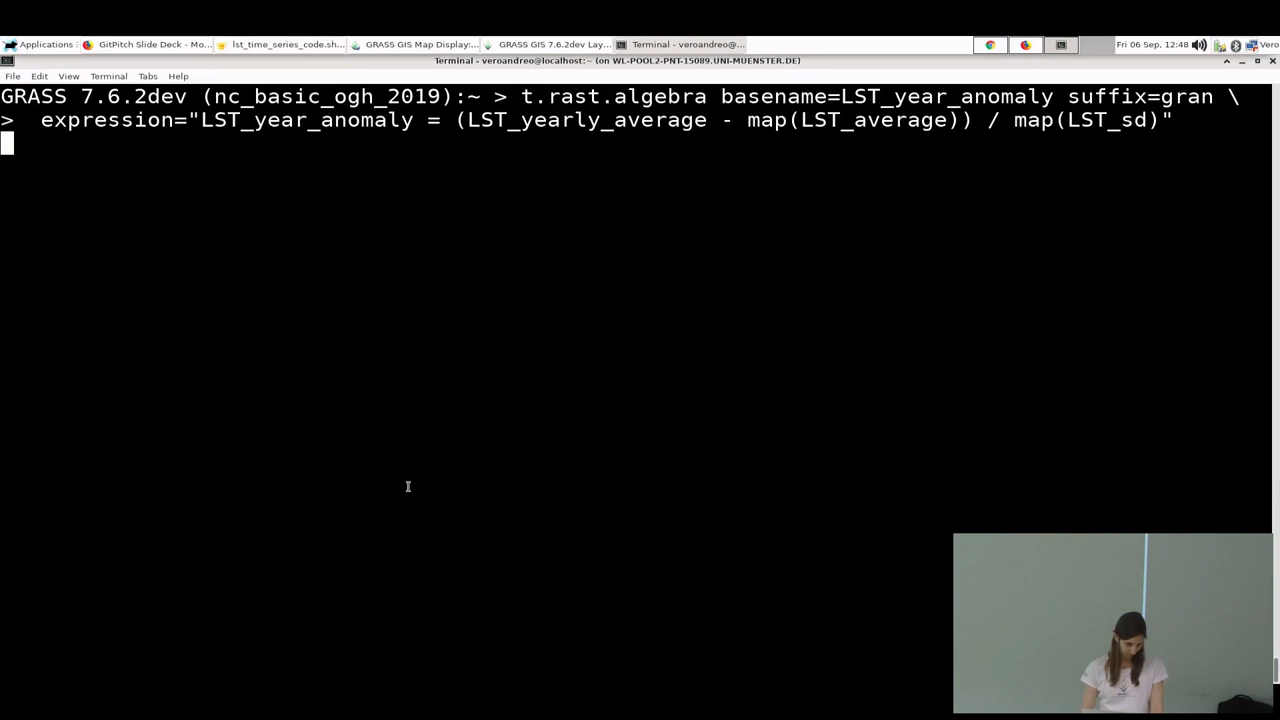 Applications
GitPitch Slide Deck - Mo...
lst_time_series_code.sh...
GRASS GIS Map Display:...
GRASS GIS 7.6.2dev Lay...
Terminal - veroandreo@...
Fri 06 Sep, 12:48
Vero
Terminal - veroandreo@localhost:~ (on WL-POOL2-PNT-15089.UNI-MUENSTER.DE)
File Edit View Terminal Tabs Help
GRASS 7.6.2dev (nc_basic_ogh_2019):~ > t.rast.algebra basename=LST_year_anomaly suffix=gran \
> expression="LST_year_anomaly = (LST_yearly_average - map(LST_average)) / map(LST_sd)"